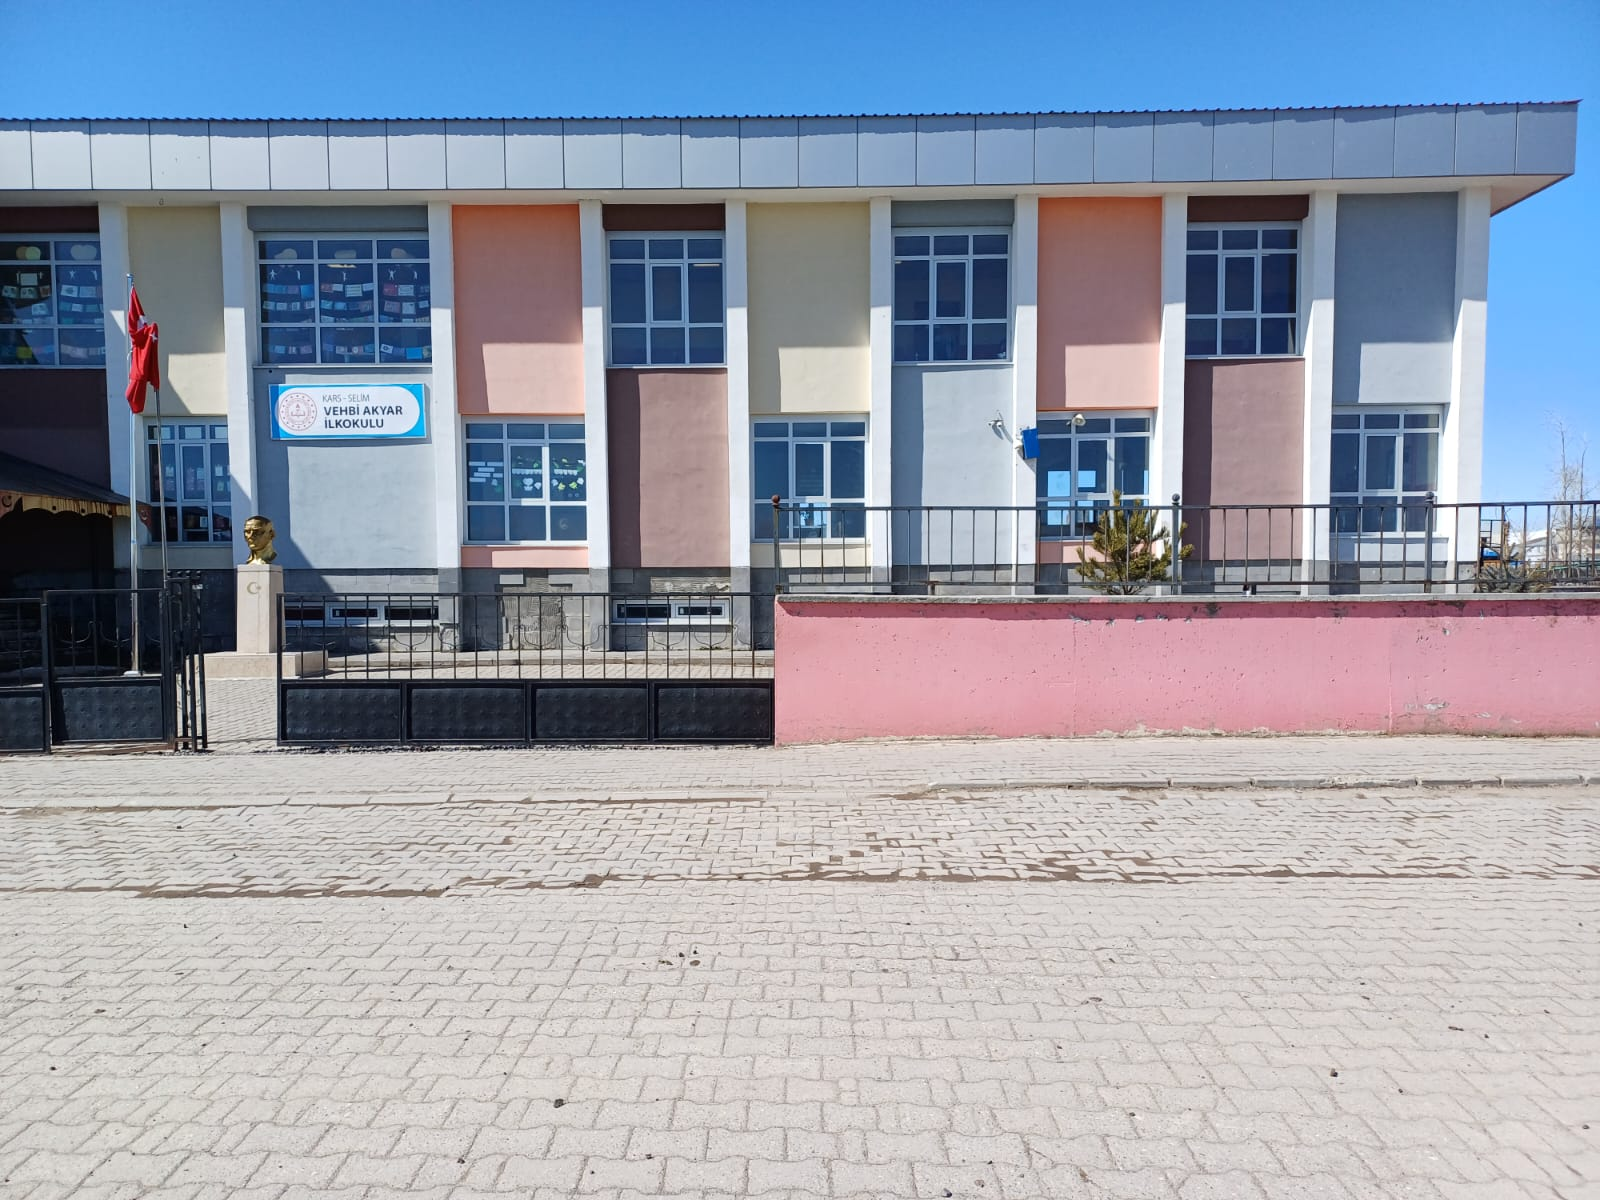 KARS - SELİM
VEHBİ AKYAR
İLKOKULU